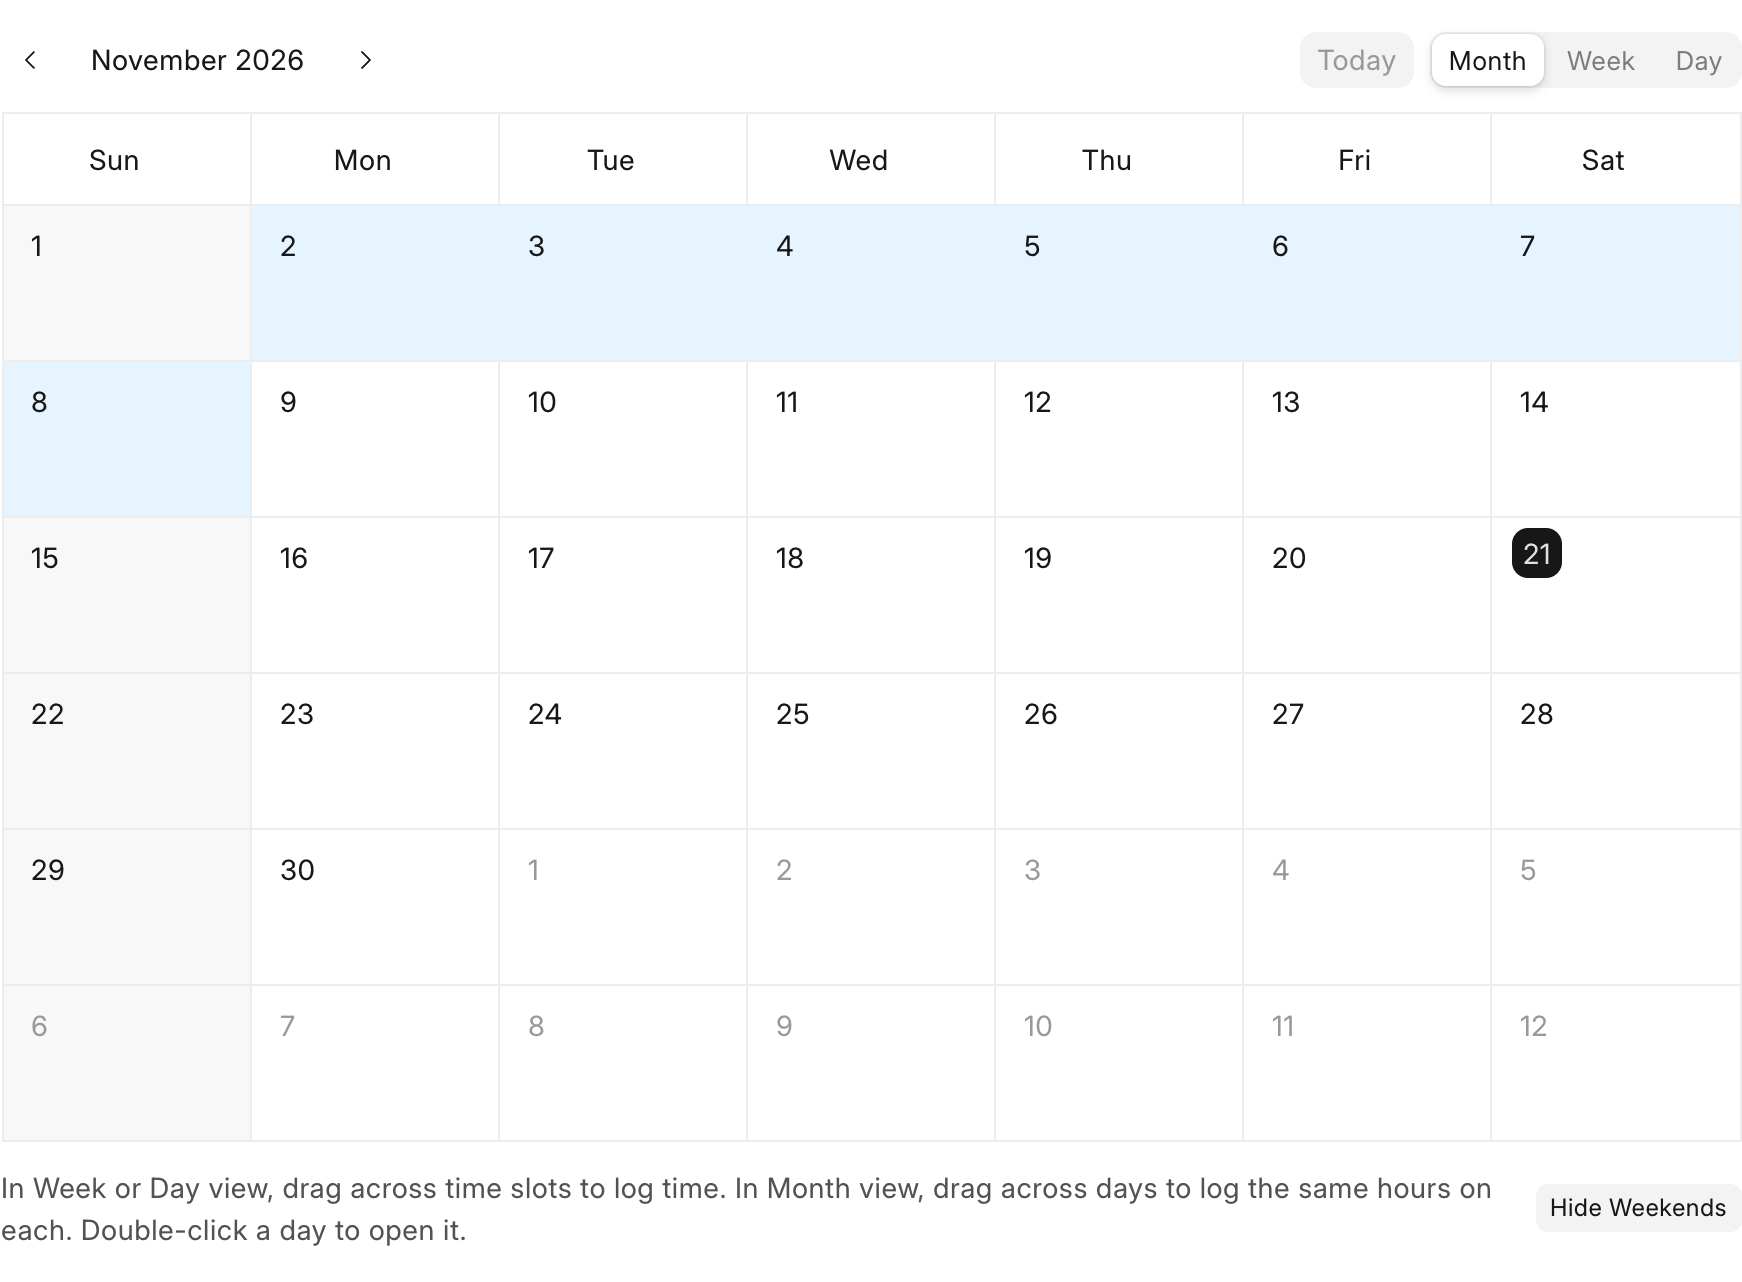 November 2026
Today Month Week Day
Sun Mon Tue Wed Thu Fri Sat
1 2 3 4 5 6 7
8 9 10 11 12 13 14
15 16 17 18 19 20 21
22 23 24 25 26 27 28
29 30 1 2 3 4 5
6 7 8 9 10 11 12
In Week or Day view, drag across time slots to log time. In Month view, drag across days to log the same hours on
each. Double-click a day to open it.
Hide Weekends